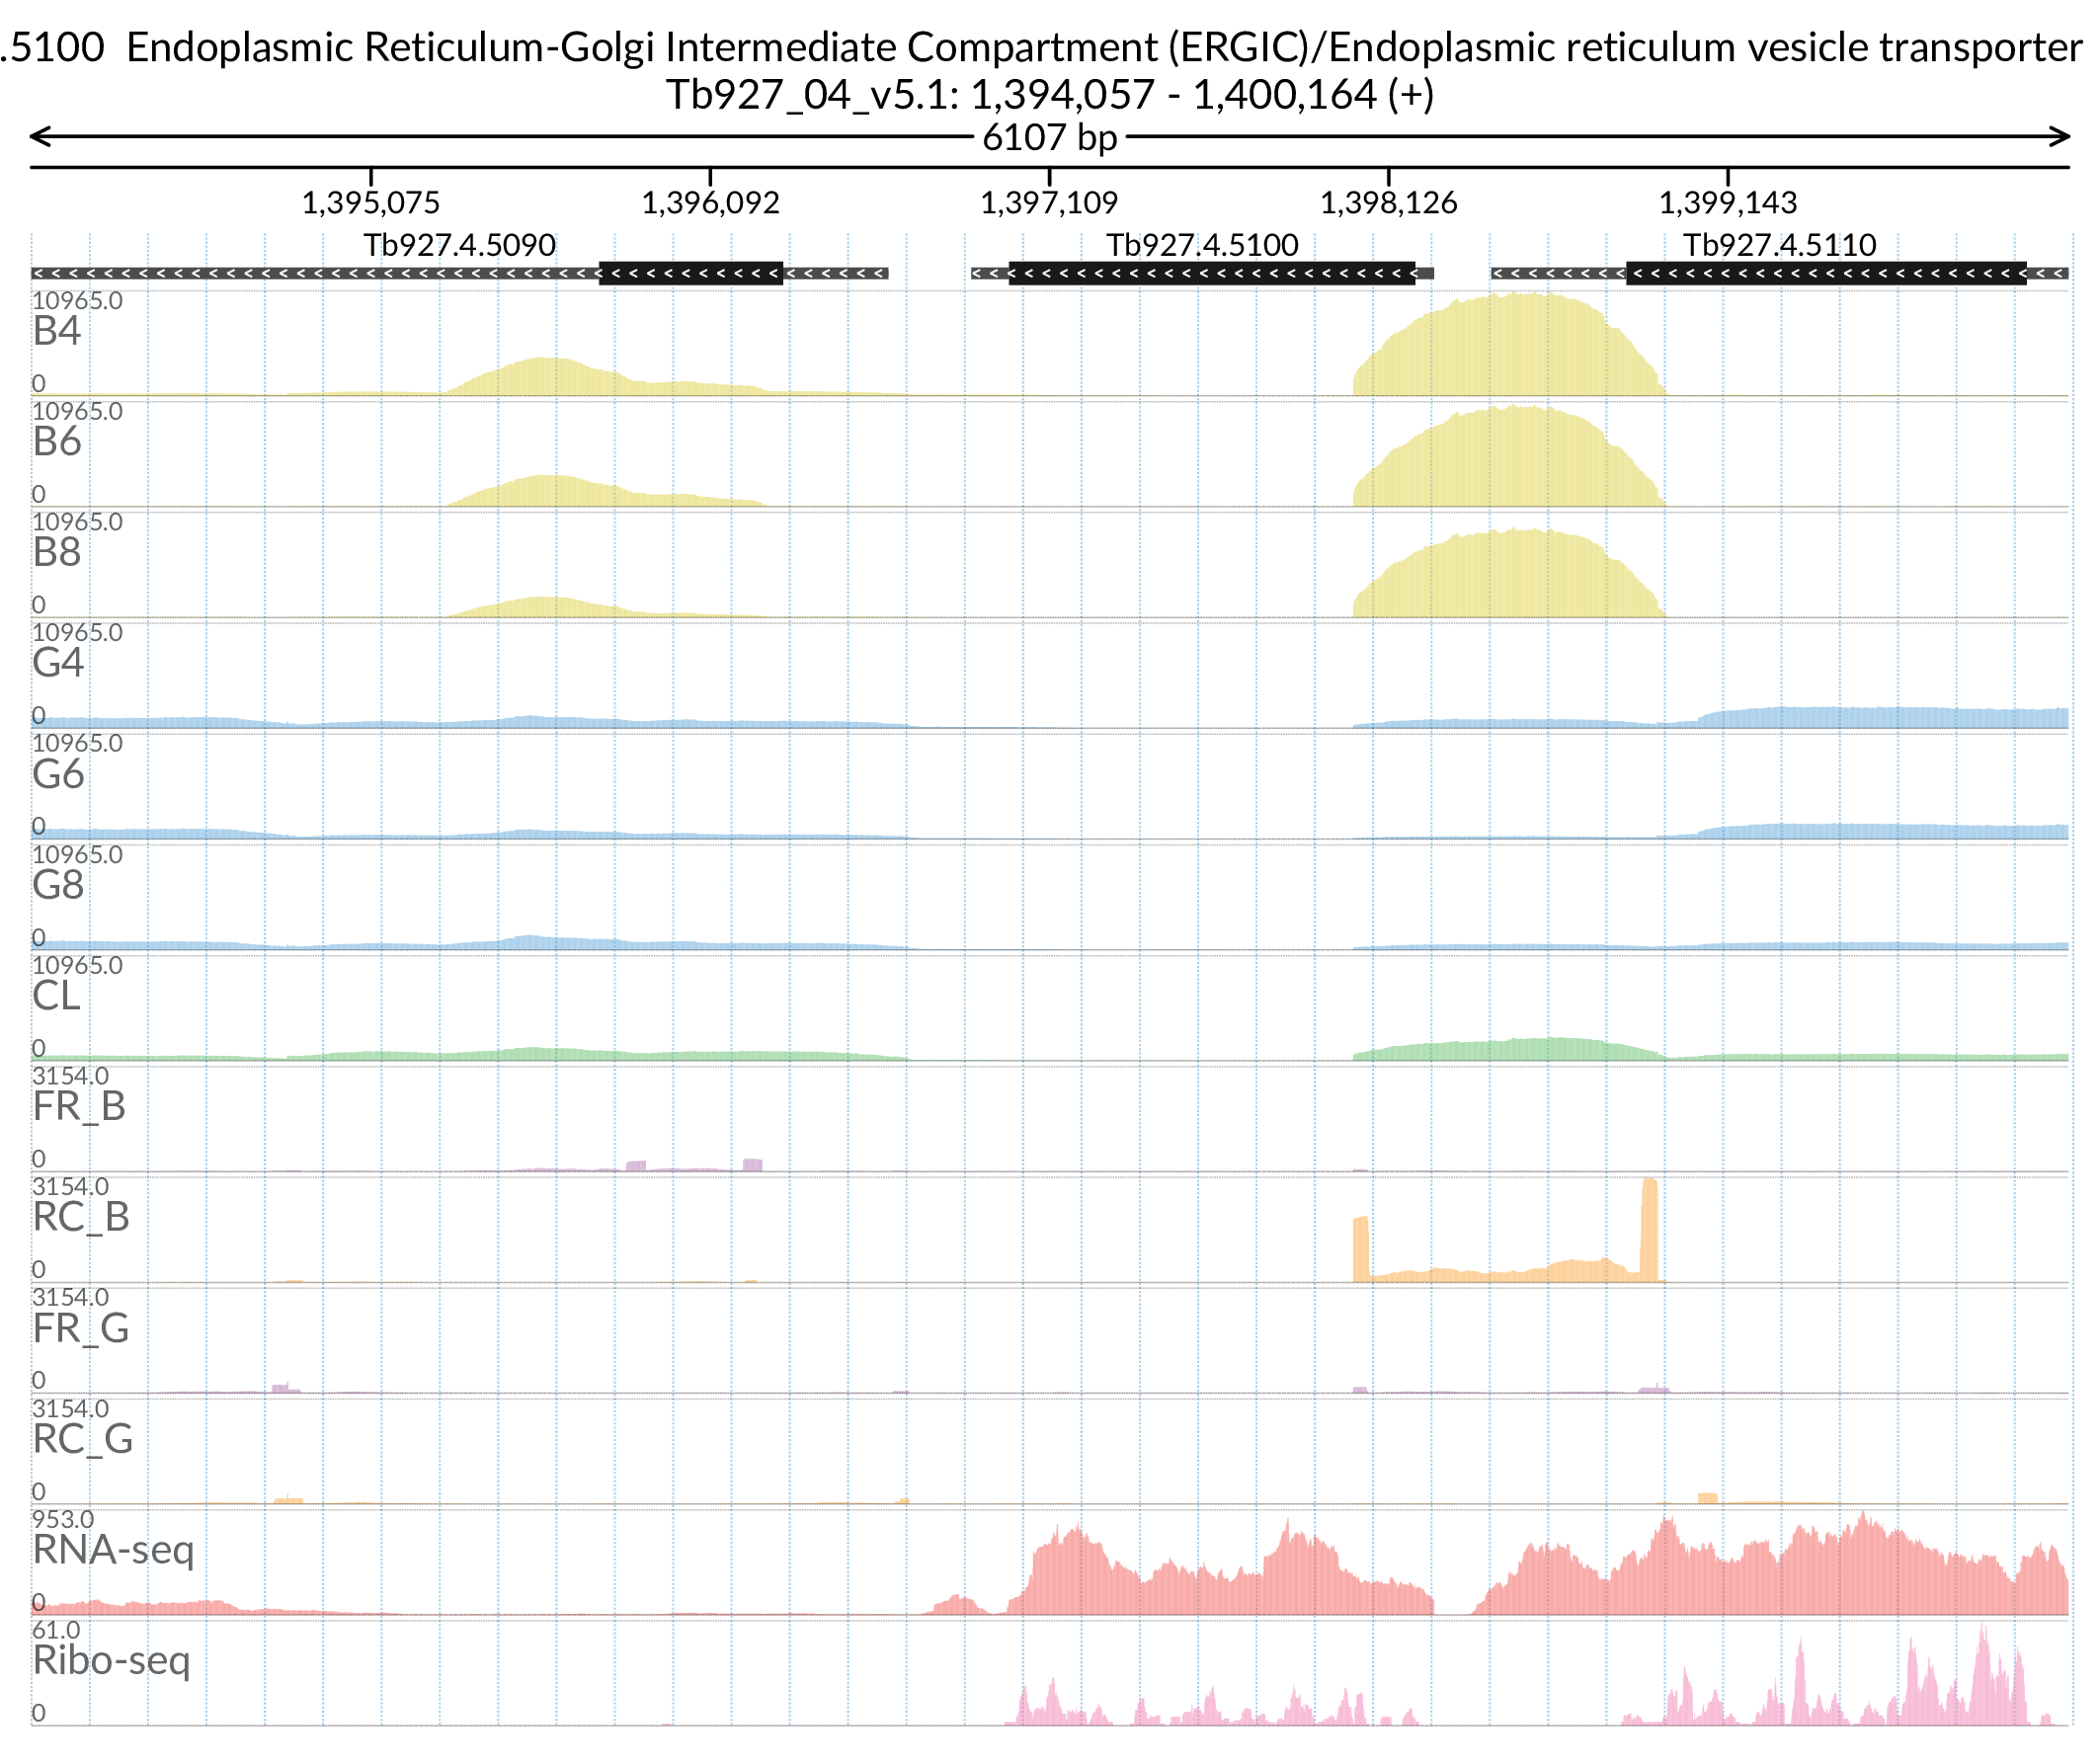 .5100 Endoplasmic Reticulum-Golgi Intermediate Compartment (ERGIC)/Endoplasmic reticulum vesicle transporter
Tb927_04_v5.1: 1,394,057 - 1,400,164 (+)
6107 bp
1,395,075 1,396,092 1,397,109 1,398,126 1,399,143
Tb927.4.5090 Tb927.4.5100 Tb927.4.5110
10965.0
B4
0
10965.0
B6
0
10965.0
B8
0
10965.0
G4
0
10965.0
G6
0
10965.0
G8
0
10965.0
CL
0
3154.0
FR_B
0
3154.0
RC_B
0
3154.0
FR_G
0
3154.0
RC_G
0
953.0
RNA-seq
0
61.0
Ribo-seq
0